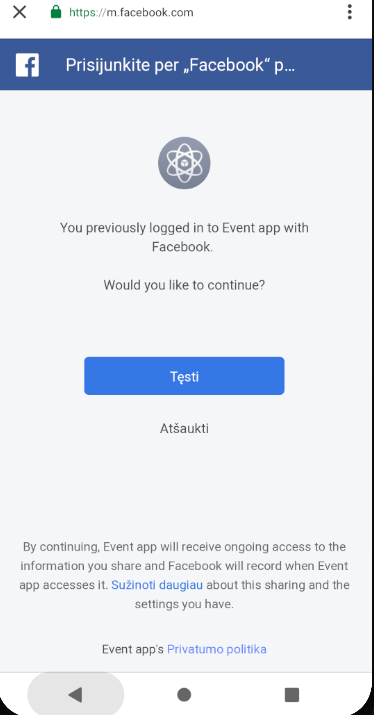 https://m.facebook.com
Prisijunkite per „Facebook“ p...
You previously logged in to Event app with
Facebook.
Would you like to continue?
Tęsti
Atšaukti
By continuing, Event app will receive ongoing access to the
information you share and Facebook will record when Event
app accesses it. Sužinoti daugiau about this sharing and the
settings you have.
Event app's Privatumo politika